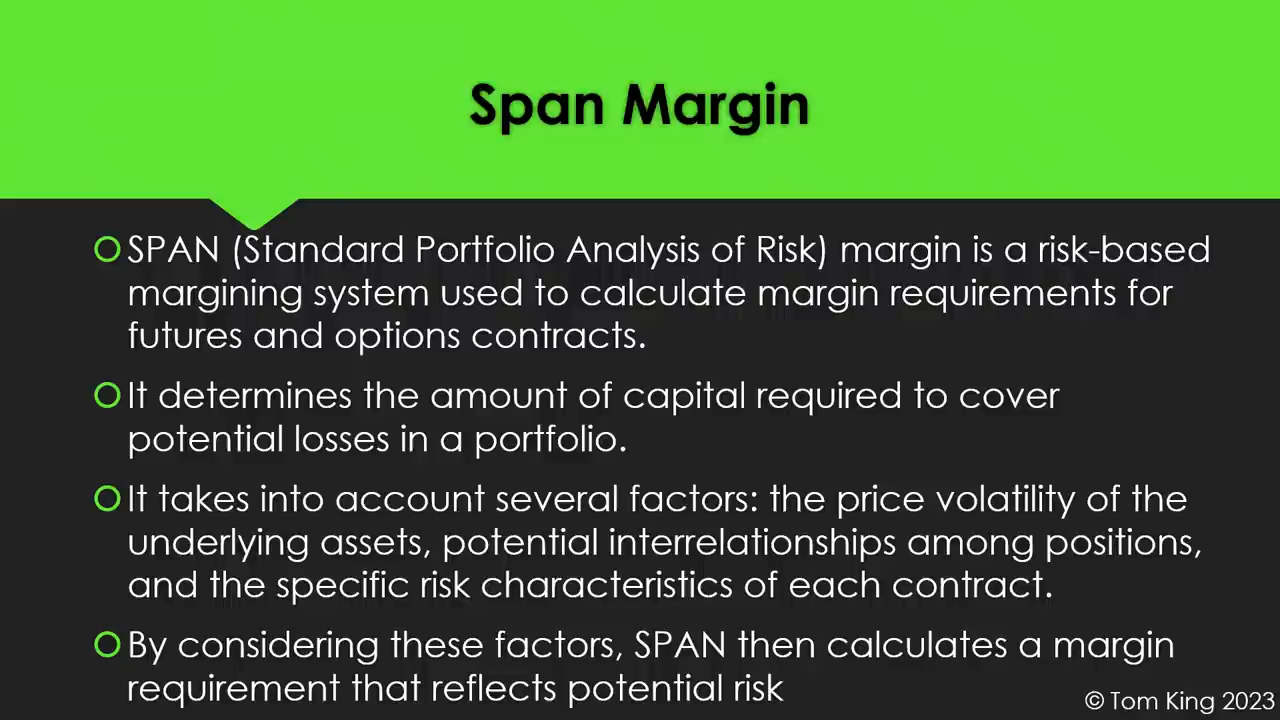 Span Margin
SPAN (Standard Portfolio Analysis of Risk) margin is a risk-based
margining system used to calculate margin requirements for
futures and options contracts.
It determines the amount of capital required to cover
potential losses in a portfolio.
It takes into account several factors: the price volatility of the
underlying assets, potential interrelationships among positions,
and the specific risk characteristics of each contract.
By considering these factors, SPAN then calculates a margin
requirement that reflects potential risk
© Tom King 2023